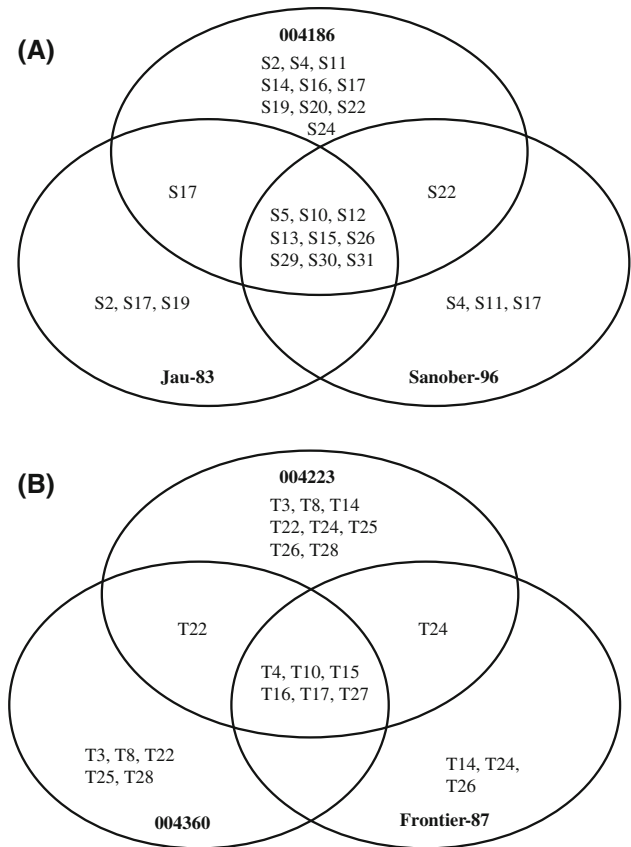 (A)
004186
S2, S4, S11
S14, S16, S17
S19, S20, S22
S24
S17
S22
S5, S10, S12
S13, S15, S26
S29, S30, S31
S2, S17, S19
S4, S11, S17
Jau-83
Sanober-96
(B)
004223
T3, T8, T14
T22, T24, T25
T26, T28
T22
T24
T4, T10, T15
T16, T17, T27
T3, T8, T22
T25, T28
T14, T24,
T26
004360
Frontier-87